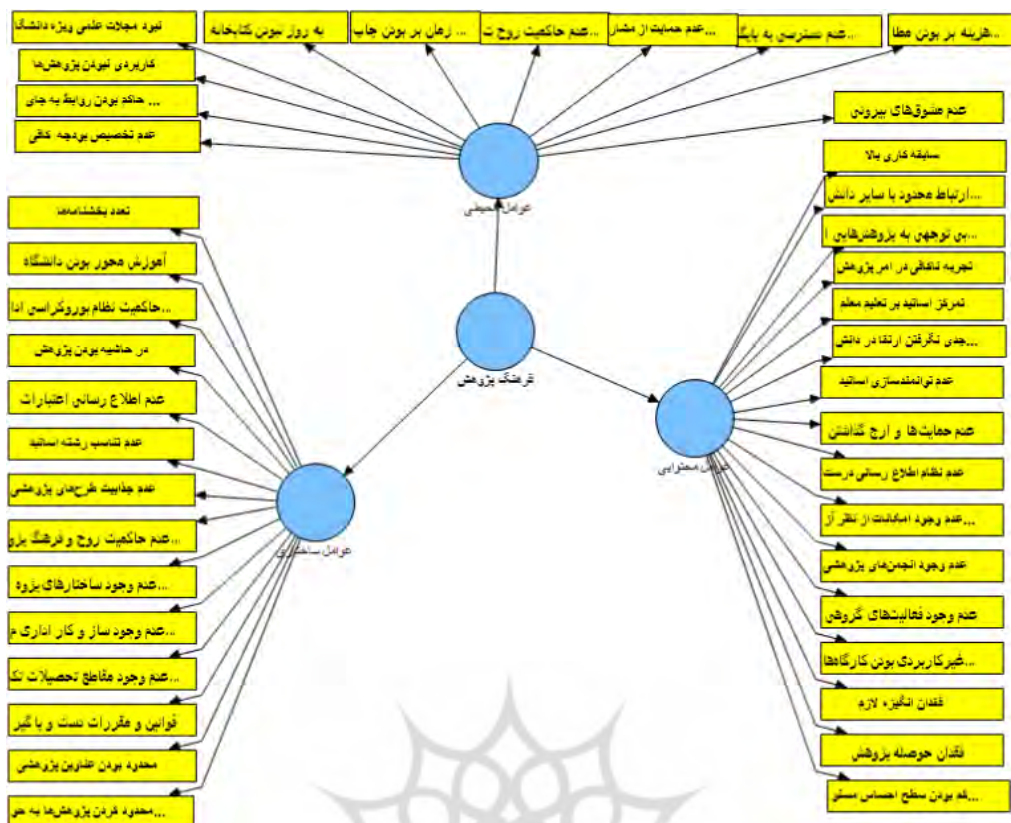 نبود مجلات علمی ویژه دانشگا
به روز نبودن کتابخانه
زمان بر بودن چاپ ...
عدم حاکمیت روح ت...
عدم حمایت از مشار...
عدم دسترسی به پایگ...
هزینه بر بودن مطا...
کاربردی نبودن پژوهش‌ها
حاکم بودن روابط به جای ...
عدم تخصیص بودجه کافی
عدم مشوق‌های بیرونی
عوامل محیطی
سابقه کاری بالا
ارتباط محدود با سایر دانش...
بی توجهی به پژوهش‌هایی ا...
تجربه ناکافی در امر پژوهش
تمرکز اساتید بر تعلیم معلم
جدی نگرفتن ارتقا در دانش...
عدم توانمندسازی اساتید
عدم حمایت‌ها و ارج گذاشتن
عدم نظام اطلاع رسانی درست
عدم وجود امکانات از نظر آز...
عدم وجود انجمن‌های پژوهشی
عدم وجود فعالیت‌های گروهی
غیرکاربردی بودن کارگاه‌ها...
فقدان انگیزه لازم
فقدان حوصله پژوهش
کم بودن سطح احساس مسئو...
فرهنگ پژوهش
عوامل محتوایی
تعدد بخشنامه‌ها
آموزش محور بودن دانشگاه
حاکمیت نظام بوروکراسی ادا...
در حاشیه بودن پژوهش
عدم اطلاع رسانی اعتبارات
عدم تناسب رشته اساتید
عدم جذابیت طرح‌های پژوهشی
عدم حاکمیت روح و فرهنگ پژو...
عدم وجود ساختارهای پژوه...
عدم وجود ساز و کار اداری م...
عدم وجود مقاطع تحصیلات تک...
قوانین و مقررات دست و پا گیر
محدود بودن عناوین پژوهشی
محدود کردن پژوهش‌ها به حو...
عوامل ساختاری